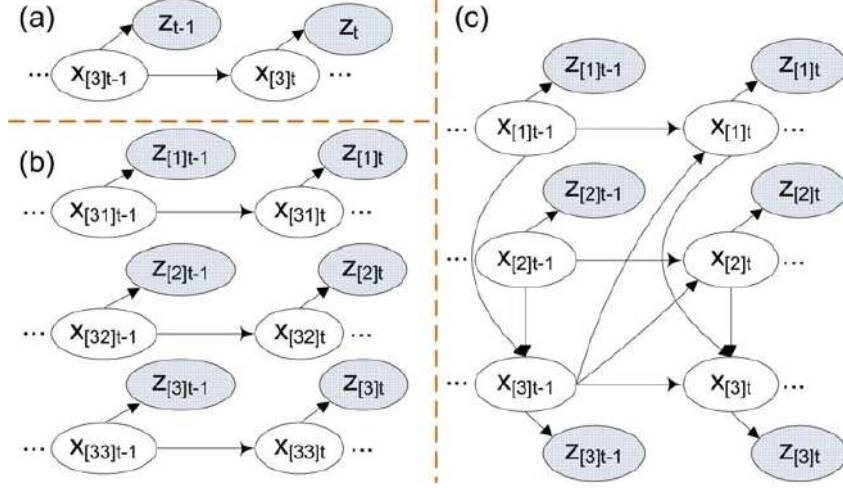 (a)
Z_{t-1} Z_{t}
... X_{[3]t-1} X_{[3]t} ...
(b)
Z_{[1]t-1} Z_{[1]t}
... X_{[31]t-1} X_{[31]t} ...
Z_{[2]t-1} Z_{[2]t}
... X_{[32]t-1} X_{[32]t} ...
Z_{[3]t-1} Z_{[3]t}
... X_{[33]t-1} X_{[33]t} ...
(c)
Z_{[1]t-1} Z_{[1]t}
... X_{[1]t-1} X_{[1]t} ...
Z_{[2]t-1} Z_{[2]t}
... X_{[2]t-1} X_{[2]t} ...
... X_{[3]t-1} X_{[3]t} ...
Z_{[3]t-1} Z_{[3]t}